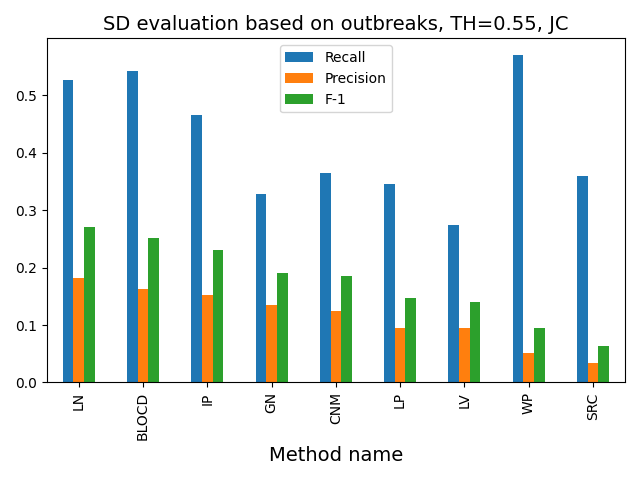 SD evaluation based on outbreaks, TH=0.55, JC
Recall
Precision
F-1
0.5
0.4
0.3
0.2
0.1
0.0
LN
BLOCD
IP
GN
CNM
LP
LV
WP
SRC
Method name